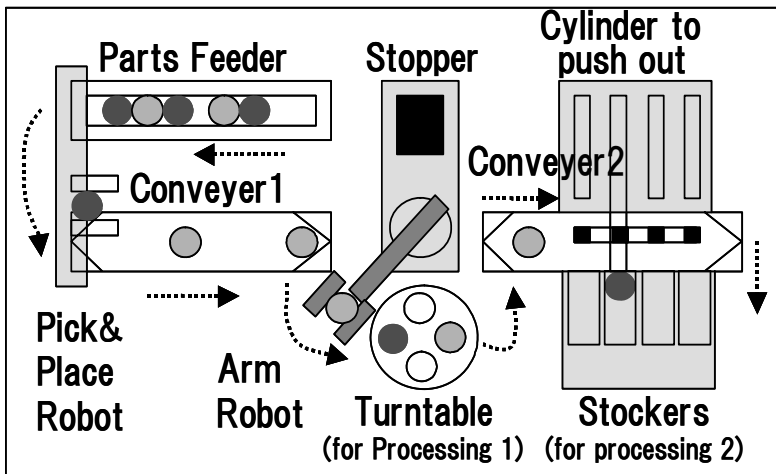 Parts Feeder
Stopper
Cylinder to
push out
Conveyer1
Conveyer2
Pick&
Place
Robot
Arm
Robot
Turntable
(for Processing 1)
Stockers
(for processing 2)